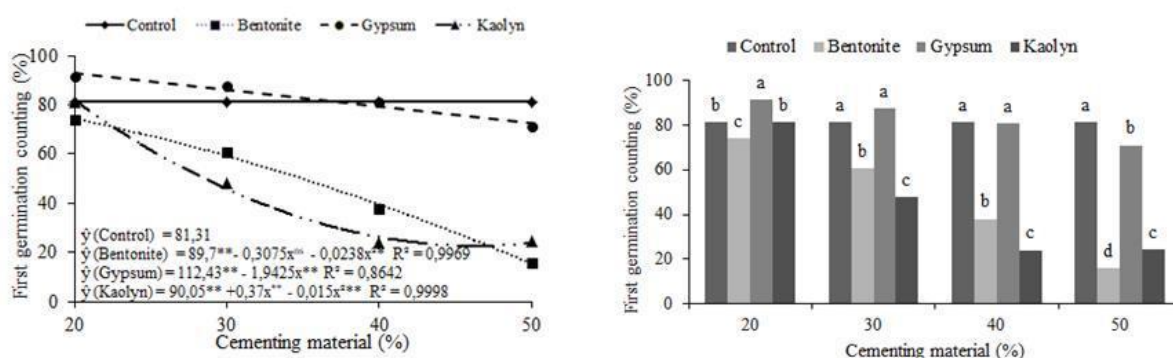 Control Bentonite Gypsum Kaolyn
First germination counting (%)
100
80
60
40
20
0
ŷ (Control) = 81,31
ŷ (Bentonite) = 89,7** - 0,3075xⁿˢ - 0,0238x²** R² = 0,9969
ŷ (Gypsum) = 112,43** - 1,9425x** R² = 0,8642
ŷ (Kaolyn) = 90,05** +0,37x** - 0,015x²** R² = 0,9998
20 30 40 50
Cementing material (%)
Control Bentonite Gypsum Kaolyn
First germination counting (%)
100
80
60
40
20
0
b c a b a b a c a b a c a d b c
20 30 40 50
Cementing material (%)